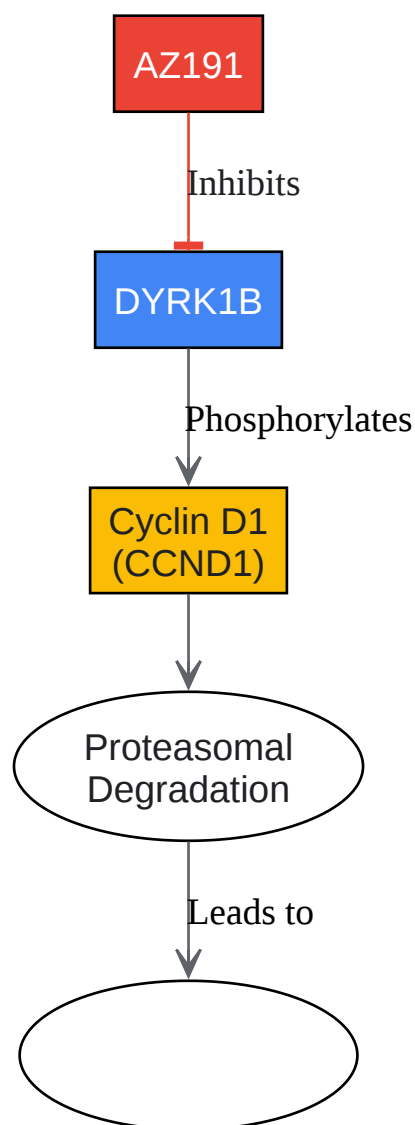 AZ191
Inhibits
DYRK1B
Phosphorylates
Cyclin D1
(CCND1)
Proteasomal
Degradation
Leads to